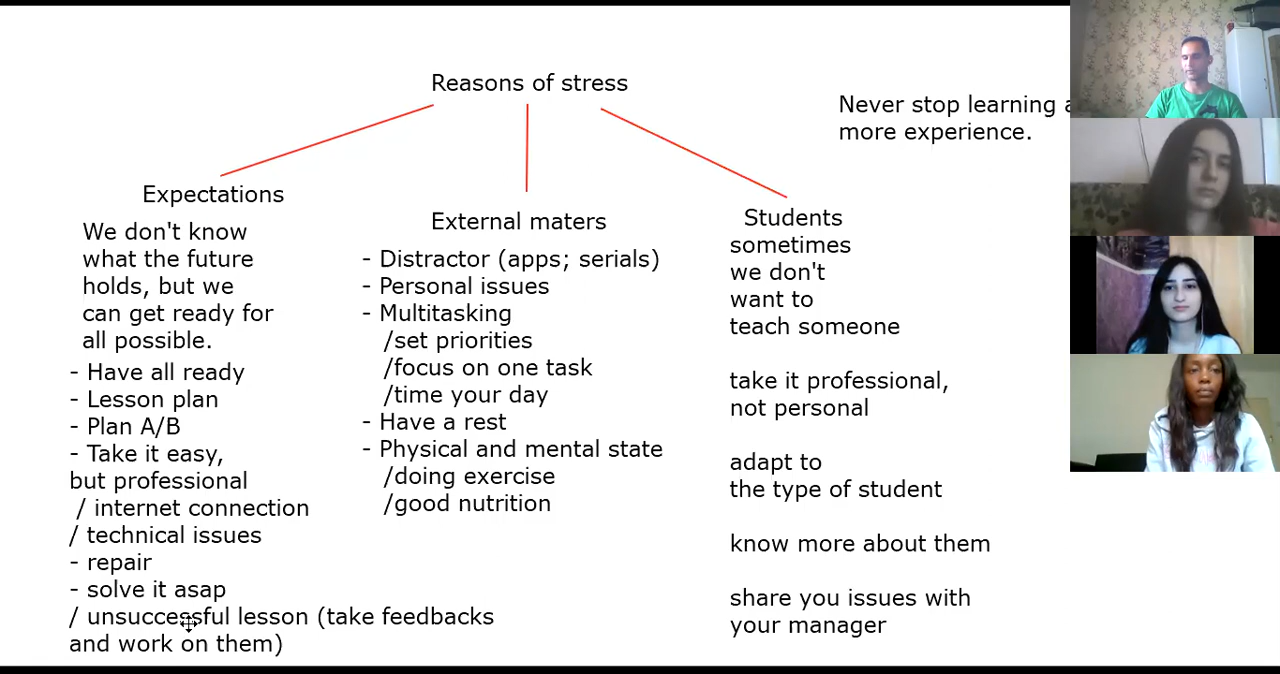 Reasons of stress
Never stop learning
more experience.
Expectations
We don't know
what the future
holds, but we
can get ready for
all possible.
- Have all ready
- Lesson plan
- Plan A/B
- Take it easy,
but professional
/ internet connection
/ technical issues
- repair
- solve it asap
/ unsuccessful lesson (take feedbacks
and work on them)
External maters
- Distractor (apps; serials)
- Personal issues
- Multitasking
/set priorities
/focus on one task
/time your day
- Have a rest
- Physical and mental state
/doing exercise
/good nutrition
Students
sometimes
we don't
want to
teach someone
take it professional,
not personal
adapt to
the type of student
know more about them
share you issues with
your manager